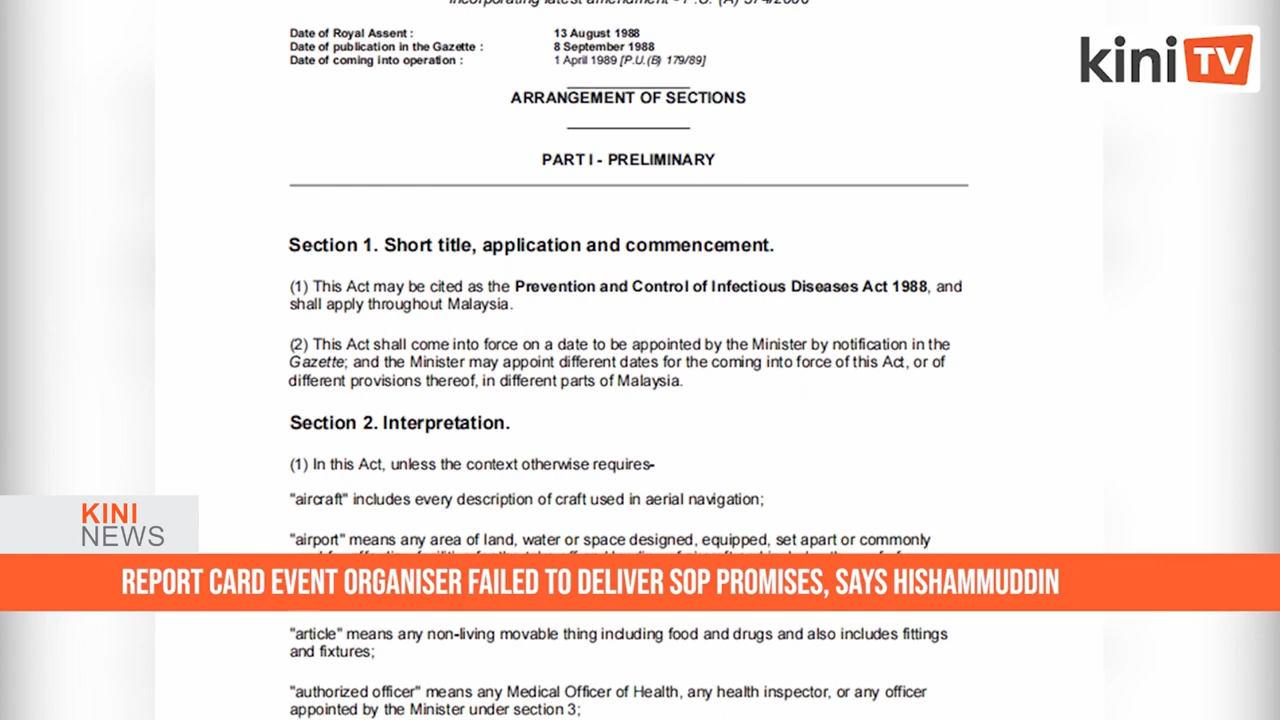 Date of Royal Assent : 13 August 1988
Date of publication in the Gazette : 8 September 1988
Date of coming into operation : 1 April 1989 [P.U.(B) 179/89]
kini TV
ARRANGEMENT OF SECTIONS
PART I - PRELIMINARY
Section 1. Short title, application and commencement.
(1) This Act may be cited as the Prevention and Control of Infectious Diseases Act 1988, and
shall apply throughout Malaysia.
(2) This Act shall come into force on a date to be appointed by the Minister by notification in the
Gazette; and the Minister may appoint different dates for the coming into force of this Act, or of
different provisions thereof, in different parts of Malaysia.
Section 2. Interpretation.
(1) In this Act, unless the context otherwise requires-
"aircraft" includes every description of craft used in aerial navigation;
"airport" means any area of land, water or space designed, equipped, set apart or commonly
KINI
NEWS
REPORT CARD EVENT ORGANISER FAILED TO DELIVER SOP PROMISES, SAYS HISHAMMUDDIN
"article" means any non-living movable thing including food and drugs and also includes fittings
and fixtures;
"authorized officer" means any Medical Officer of Health, any health inspector, or any officer
appointed by the Minister under section 3;